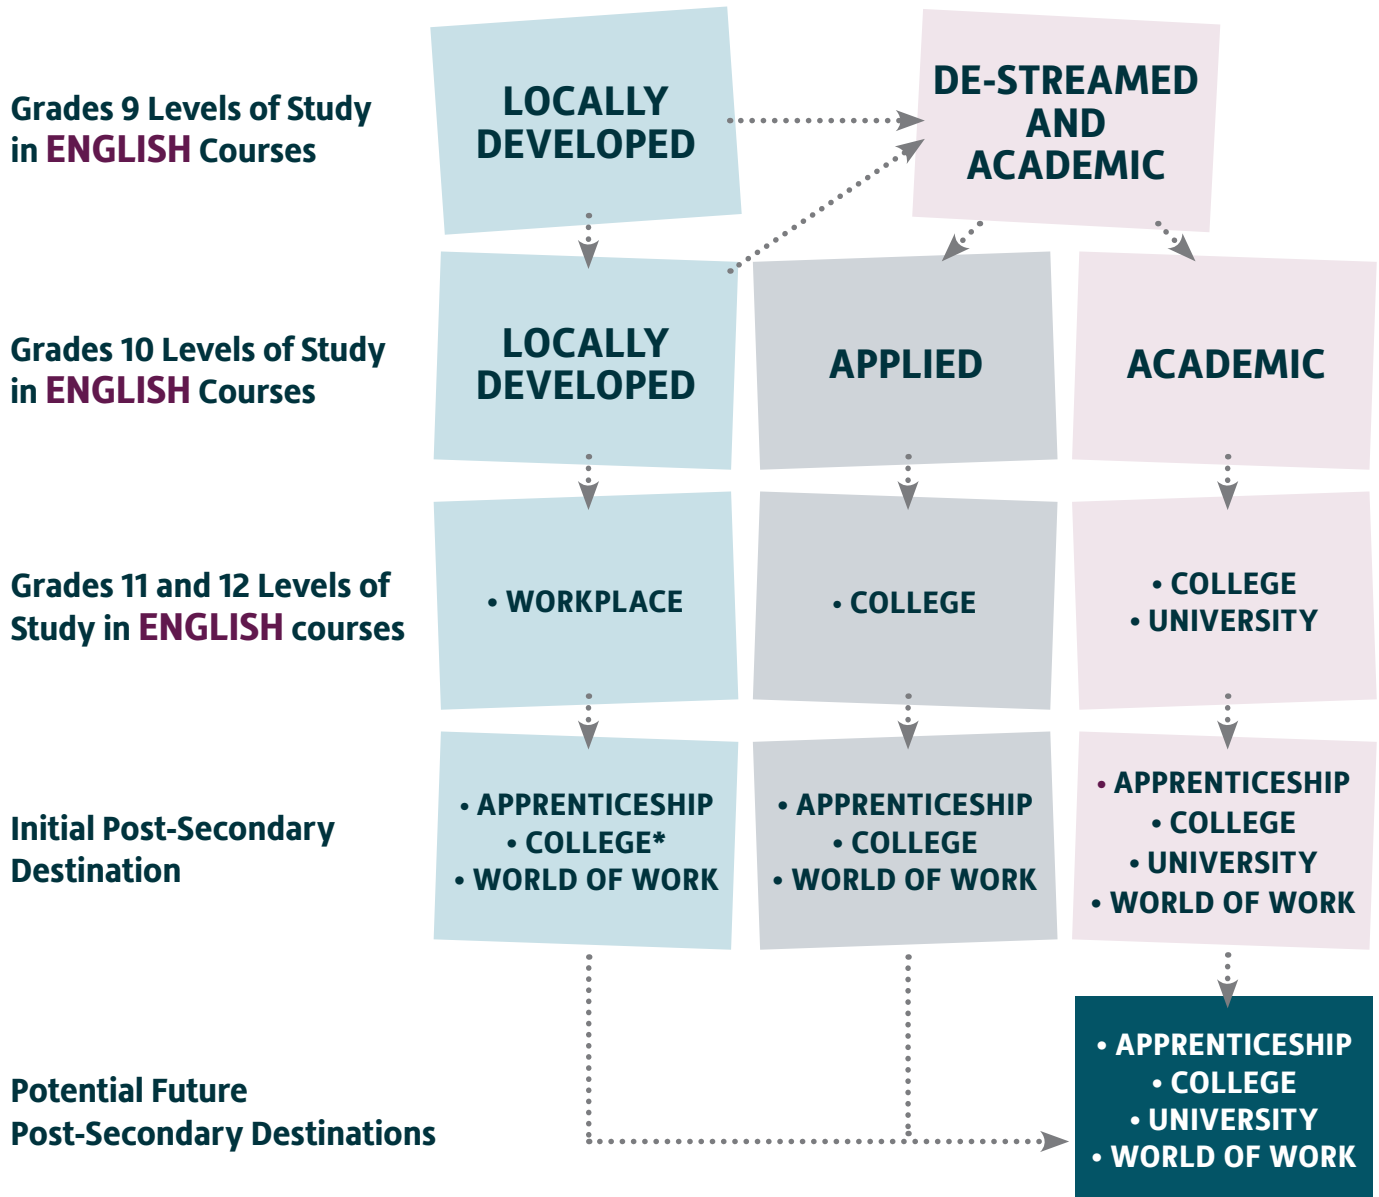 Grades 9 Levels of Study
in ENGLISH Courses
LOCALLY
DEVELOPED
DE-STREAMED
AND
ACADEMIC
Grades 10 Levels of Study
in ENGLISH Courses
LOCALLY
DEVELOPED
APPLIED
ACADEMIC
Grades 11 and 12 Levels of
Study in ENGLISH courses
• WORKPLACE
• COLLEGE
• COLLEGE
• UNIVERSITY
Initial Post-Secondary
Destination
• APPRENTICESHIP
• COLLEGE*
• WORLD OF WORK
• APPRENTICESHIP
• COLLEGE
• WORLD OF WORK
• APPRENTICESHIP
• COLLEGE
• UNIVERSITY
• WORLD OF WORK
Potential Future
Post-Secondary Destinations
• APPRENTICESHIP
• COLLEGE
• UNIVERSITY
• WORLD OF WORK